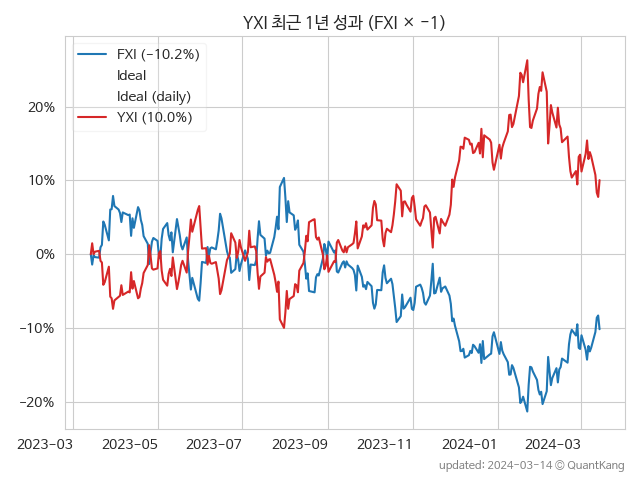 YXI 최근 1년 성과 (FXI × −1)
FXI (−10.2%)
Ideal
Ideal (daily)
YXI (10.0%)
20%
10%
0%
−10%
−20%
2023-03 2023-05 2023-07 2023-09 2023-11 2024-01 2024-03
updated: 2024-03-14 © QuantKang